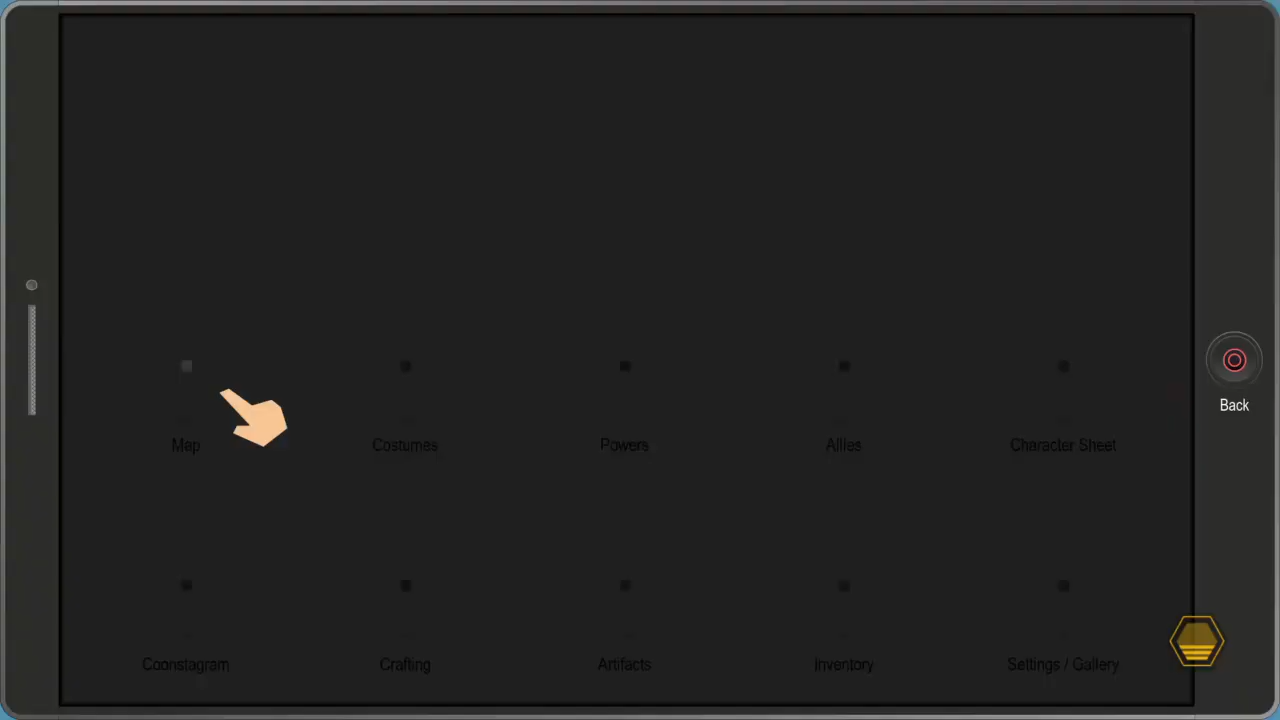 Back
Map
Costumes
Powers
Allies
Character Sheet
Coonstagram
Crafting
Artifacts
Inventory
Settings / Gallery